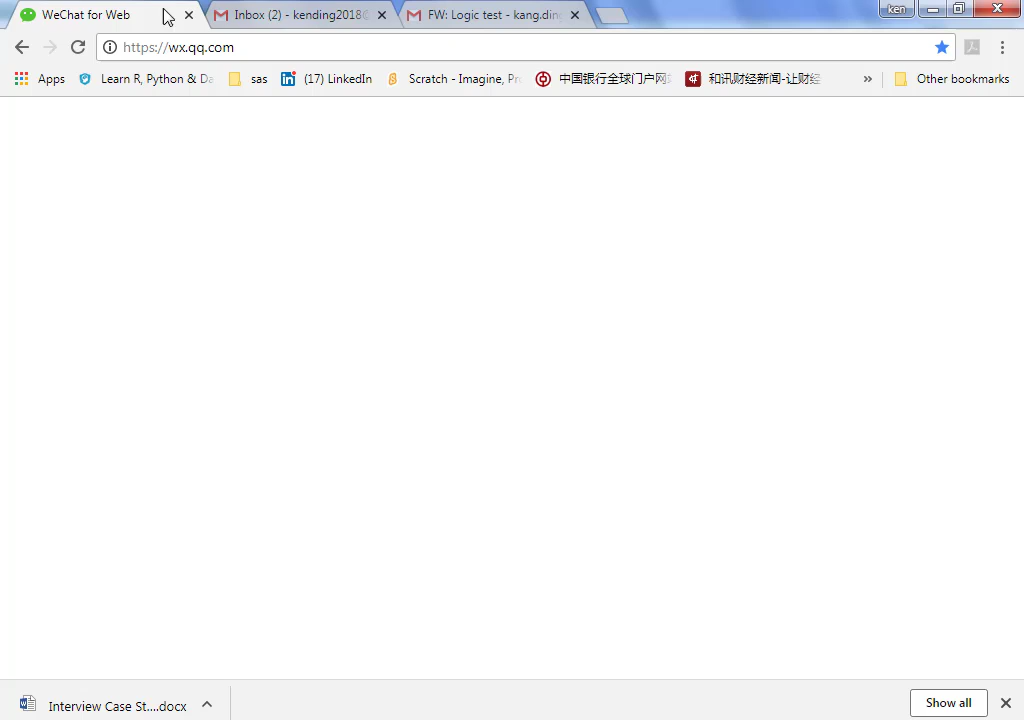 WeChat for Web
Inbox (2) - kending2018@
FW: Logic test - kang.din
ken
https://wx.qq.com
Apps
Learn R, Python & Da
sas
(17) LinkedIn
Scratch - Imagine, Pr
中国银行全球门户网
和讯财经新闻-让财经
»
Other bookmarks
Interview Case St....docx
Show all